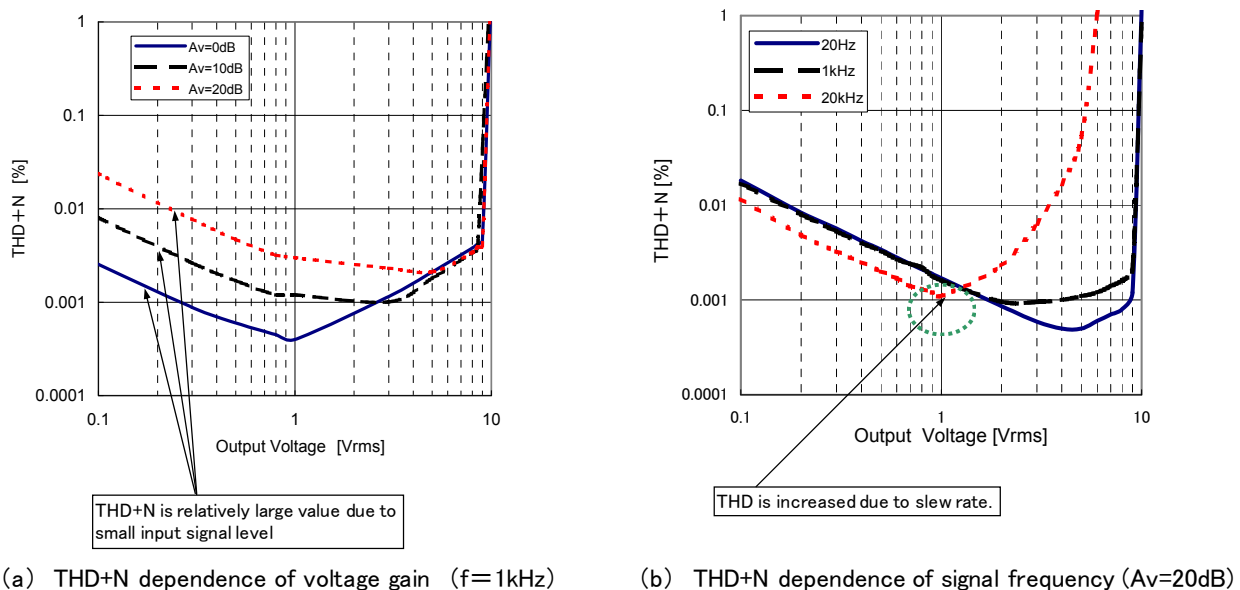 1
0.1
0.01
0.001
0.0001
THD+N [%]
Av=0dB
Av=10dB
Av=20dB
0.1
1
10
Output Voltage [Vrms]
THD+N is relatively large value due to
small input signal level
(a) THD+N dependence of voltage gain (f=1kHz)
1
0.1
0.01
0.001
0.0001
THD+N [%]
20Hz
1kHz
20kHz
0.1
1
10
Output Voltage [Vrms]
THD is increased due to slew rate.
(b) THD+N dependence of signal frequency (Av=20dB)